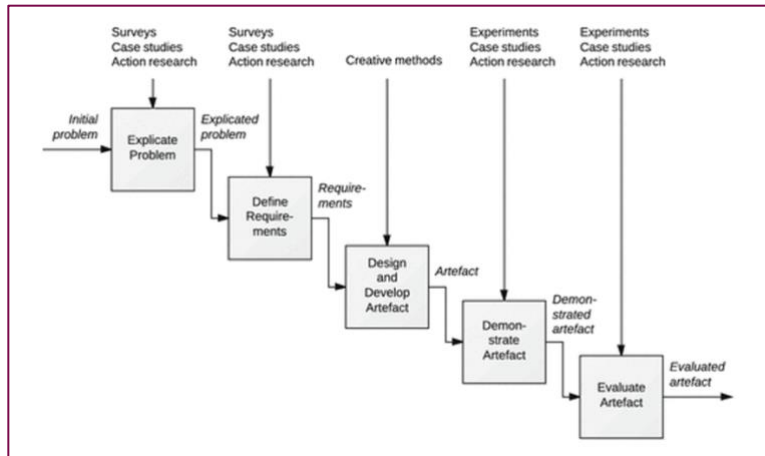 Surveys
Case studies
Action research
Surveys
Case studies
Action research
Creative methods
Experiments
Case studies
Action research
Experiments
Case studies
Action research
Initial
problem
Explicate
Problem
Explicated
problem
Define
Require-
ments
Require-
ments
Design
and
Develop
Artefact
Artefact
Demon-
strate
Artefact
Demon-
strated
artefact
Evaluate
Artefact
Evaluated
artefact